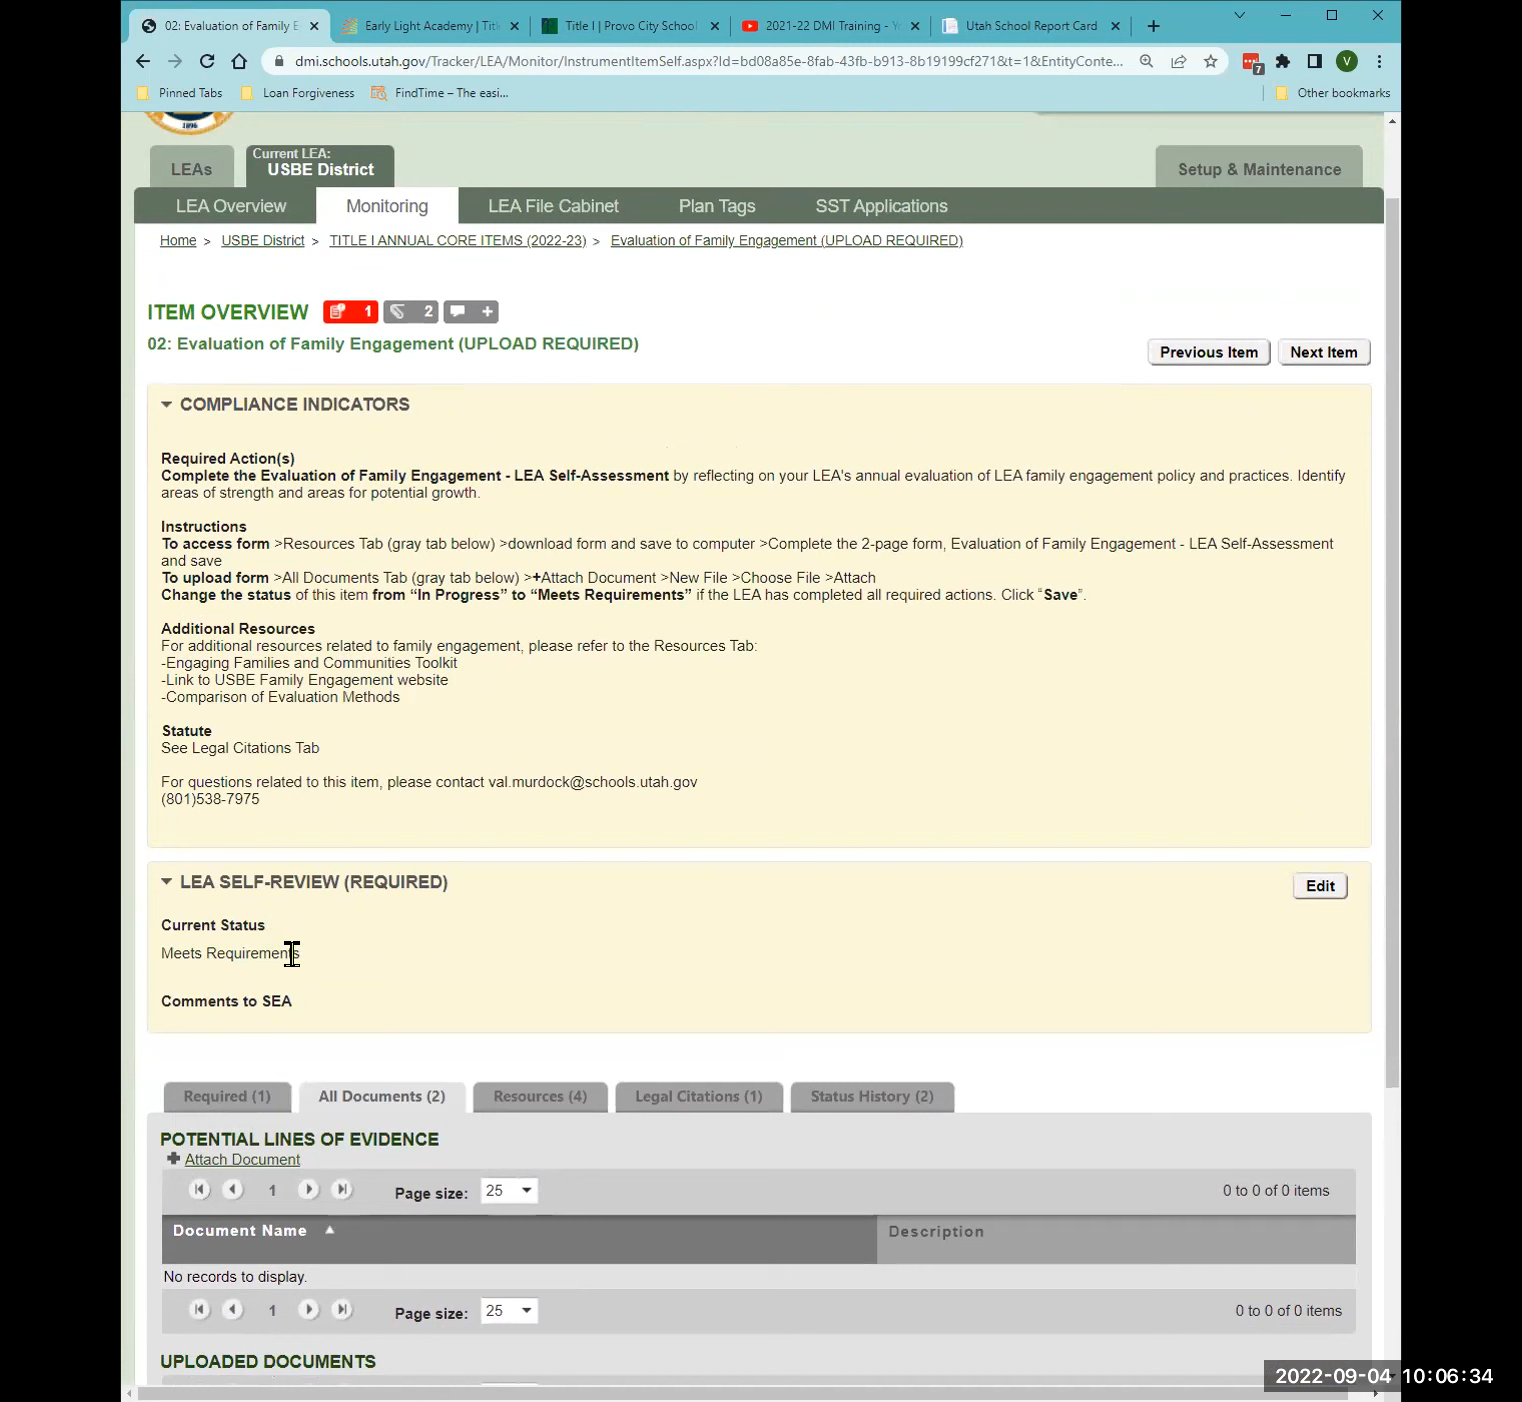 02: Evaluation of Family E
Early Light Academy | Titl
Title I | Provo City School
2021-22 DMI Training - Y
Utah School Report Card
dmi.schools.utah.gov/Tracker/LEA/Monitor/InstrumentItemSelf.aspx?Id=bd08a85e-8fab-43fb-b913-8b19199cf271&t=1&EntityConte...
7
V
Pinned Tabs
Loan Forgiveness
FindTime – The easi...
Other bookmarks
1896
LEAs
Current LEA:
USBE District
Setup & Maintenance
LEA Overview
Monitoring
LEA File Cabinet
Plan Tags
SST Applications
Home > USBE District > TITLE I ANNUAL CORE ITEMS (2022-23) > Evaluation of Family Engagement (UPLOAD REQUIRED)
ITEM OVERVIEW 1 2 +
02: Evaluation of Family Engagement (UPLOAD REQUIRED)
Previous Item
Next Item
COMPLIANCE INDICATORS
Required Action(s)
Complete the Evaluation of Family Engagement - LEA Self-Assessment by reflecting on your LEA's annual evaluation of LEA family engagement policy and practices. Identify
areas of strength and areas for potential growth.
Instructions
To access form >Resources Tab (gray tab below) >download form and save to computer >Complete the 2-page form, Evaluation of Family Engagement - LEA Self-Assessment
and save
To upload form >All Documents Tab (gray tab below) >+Attach Document >New File >Choose File >Attach
Change the status of this item from “In Progress” to “Meets Requirements” if the LEA has completed all required actions. Click “Save”.
Additional Resources
For additional resources related to family engagement, please refer to the Resources Tab:
-Engaging Families and Communities Toolkit
-Link to USBE Family Engagement website
-Comparison of Evaluation Methods
Statute
See Legal Citations Tab
For questions related to this item, please contact val.murdock@schools.utah.gov
(801)538-7975
LEA SELF-REVIEW (REQUIRED)
Edit
Current Status
Meets Requirements
Comments to SEA
Required (1)
All Documents (2)
Resources (4)
Legal Citations (1)
Status History (2)
POTENTIAL LINES OF EVIDENCE
Attach Document
1 Page size: 25 0 to 0 of 0 items
Document Name
Description
No records to display.
1 Page size: 25 0 to 0 of 0 items
UPLOADED DOCUMENTS
2022-09-04 10:06:34